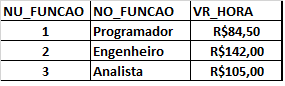 NU_FUNCAO NO_FUNCAO VR_HORA
1 Programador R$84,50
2 Engenheiro R$142,00
3 Analista R$105,00